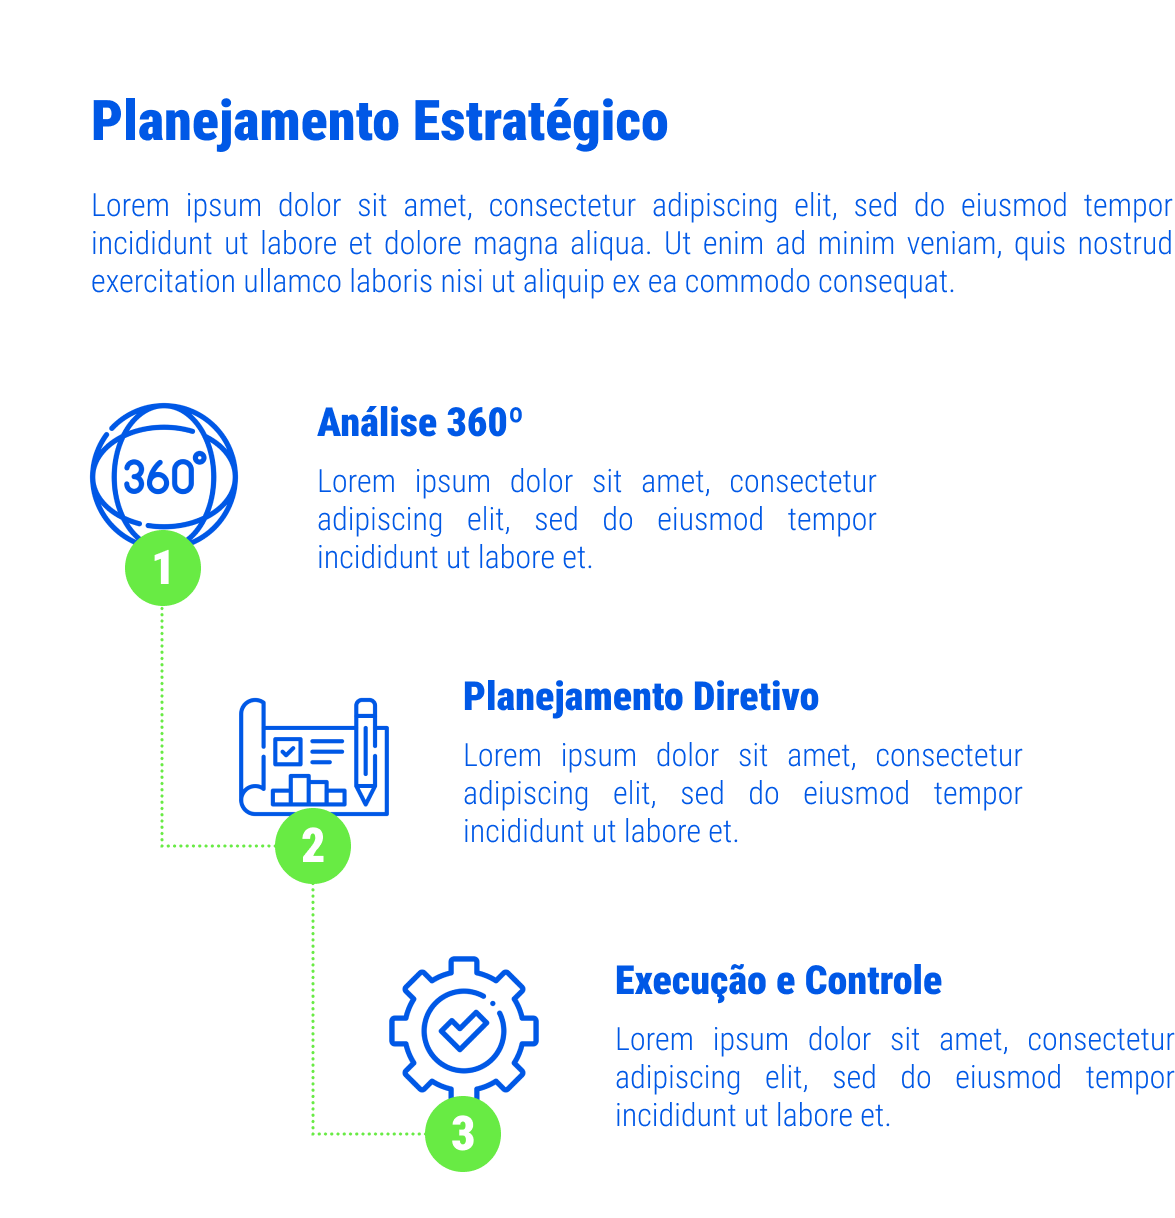 Planejamento Estratégico
Lorem ipsum dolor sit amet, consectetur adipiscing elit, sed do eiusmod tempor
incididunt ut labore et dolore magna aliqua. Ut enim ad minim veniam, quis nostrud
exercitation ullamco laboris nisi ut aliquip ex ea commodo consequat.
360°
1
Análise 360º
Lorem ipsum dolor sit amet, consectetur
adipiscing elit, sed do eiusmod tempor
incididunt ut labore et.
2
Planejamento Diretivo
Lorem ipsum dolor sit amet, consectetur
adipiscing elit, sed do eiusmod tempor
incididunt ut labore et.
3
Execução e Controle
Lorem ipsum dolor sit amet, consectetur
adipiscing elit, sed do eiusmod tempor
incididunt ut labore et.